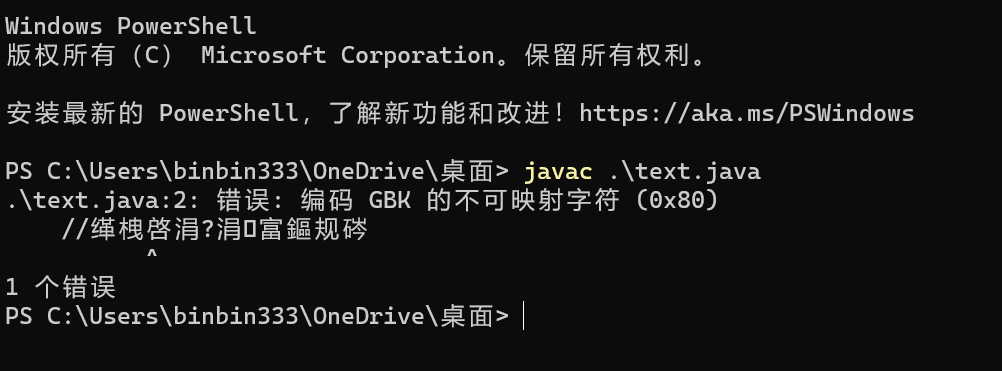 Windows PowerShell
版权所有（C） Microsoft Corporation。保留所有权利。
安装最新的 PowerShell，了解新功能和改进！https://aka.ms/PSWindows
PS C:\Users\binbin333\OneDrive\桌面> javac .\text.java
.\text.java:2: 错误: 编码 GBK 的不可映射字符 (0x80)
//缂栧啓涓?涓富鏂规硶
^
1 个错误
PS C:\Users\binbin333\OneDrive\桌面>